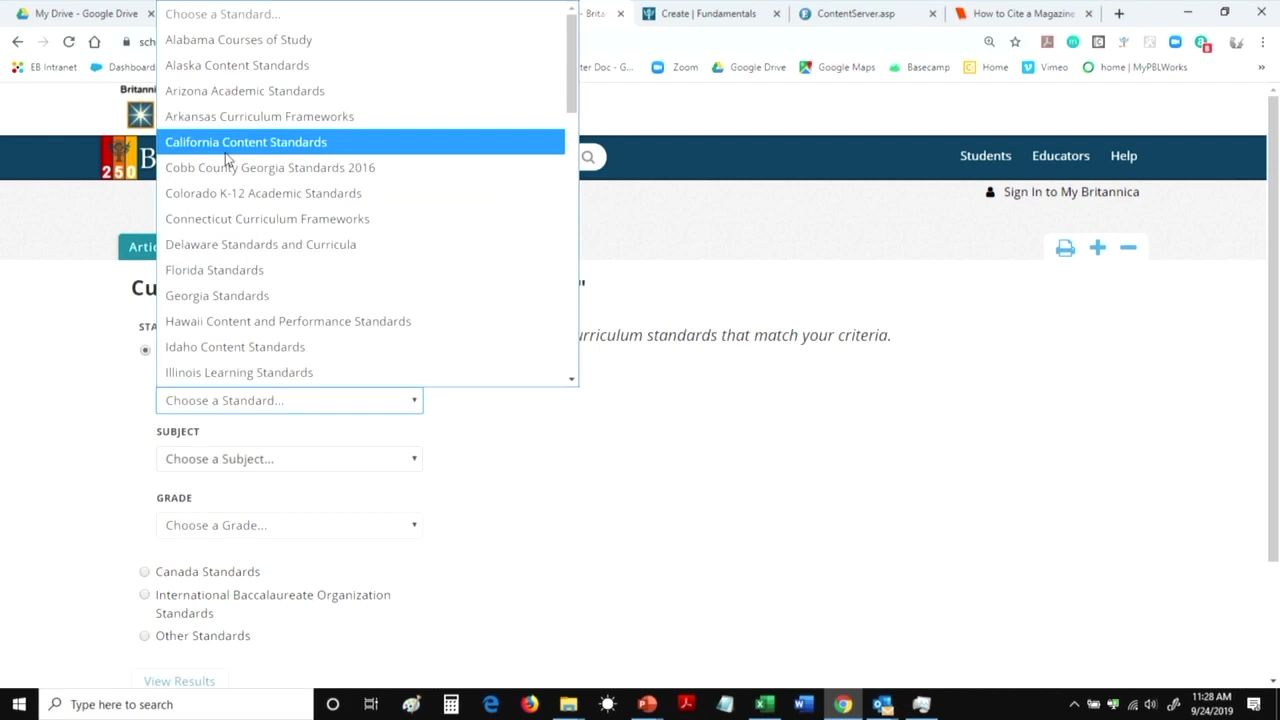 My Drive - Google Drive
- Brita
Create | Fundamentals
ContentServer.asp
How to Cite a Magazine
sch
EB Intranet
Dashboard
ter Doc - G...
Zoom
Google Drive
Google Maps
Basecamp
Home
Vimeo
home | MyPBLWorks
»
Choose a Standard...
Alabama Courses of Study
Alaska Content Standards
Arizona Academic Standards
Arkansas Curriculum Frameworks
California Content Standards
Cobb County Georgia Standards 2016
Colorado K-12 Academic Standards
Connecticut Curriculum Frameworks
Delaware Standards and Curricula
Florida Standards
Georgia Standards
Hawaii Content and Performance Standards
Idaho Content Standards
Illinois Learning Standards
Britanni
250
B
Students
Educators
Help
Sign In to My Britannica
Artic
Cu
"
STA
urriculum standards that match your criteria.
Choose a Standard...
SUBJECT
Choose a Subject...
GRADE
Choose a Grade...
Canada Standards
International Baccalaureate Organization
Standards
Other Standards
View Results
Type here to search
11:28 AM
9/24/2019